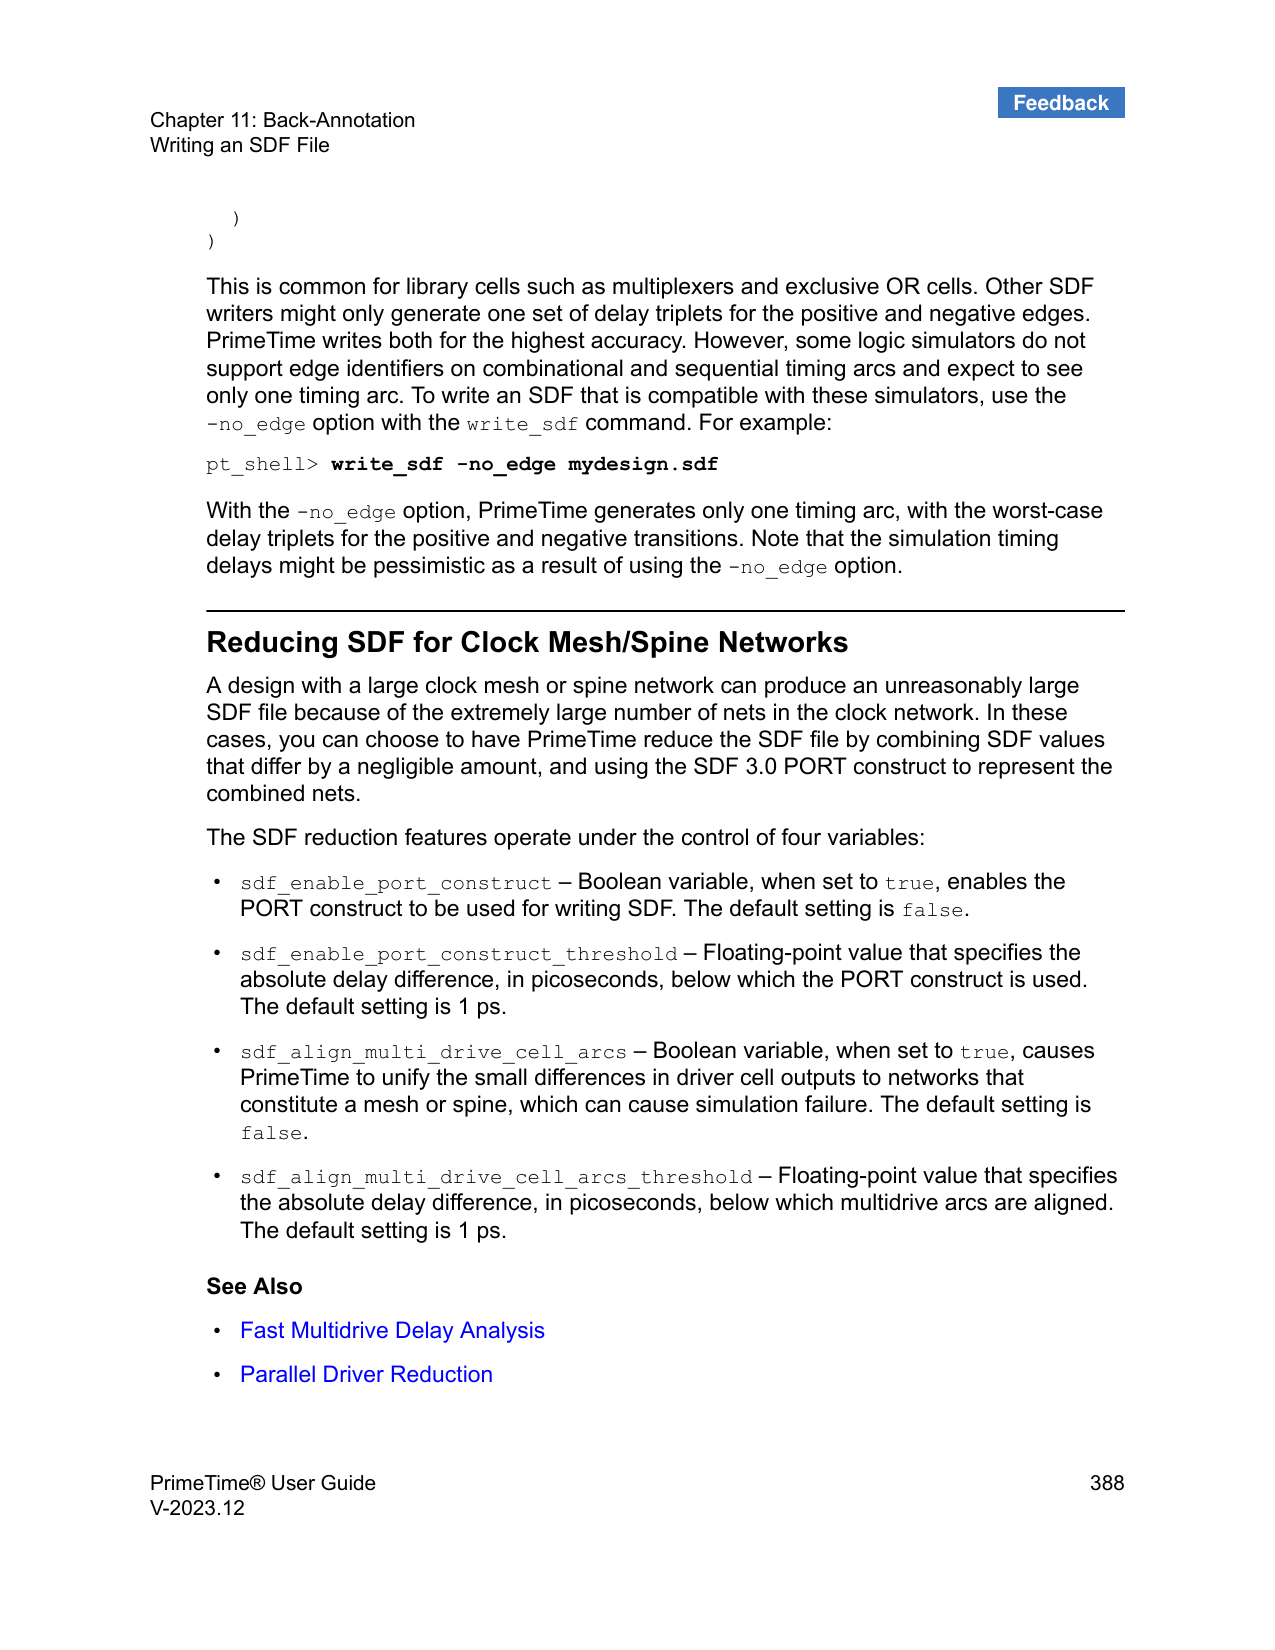 Feedback
Chapter 11: Back-Annotation
Writing an SDF File
)
)
This is common for library cells such as multiplexers and exclusive OR cells. Other SDF
writers might only generate one set of delay triplets for the positive and negative edges.
PrimeTime writes both for the highest accuracy. However, some logic simulators do not
support edge identifiers on combinational and sequential timing arcs and expect to see
only one timing arc. To write an SDF that is compatible with these simulators, use the
-no_edge option with the write_sdf command. For example:
pt_shell> write_sdf -no_edge mydesign.sdf
With the -no_edge option, PrimeTime generates only one timing arc, with the worst-case
delay triplets for the positive and negative transitions. Note that the simulation timing
delays might be pessimistic as a result of using the -no_edge option.
Reducing SDF for Clock Mesh/Spine Networks
A design with a large clock mesh or spine network can produce an unreasonably large
SDF file because of the extremely large number of nets in the clock network. In these
cases, you can choose to have PrimeTime reduce the SDF file by combining SDF values
that differ by a negligible amount, and using the SDF 3.0 PORT construct to represent the
combined nets.
The SDF reduction features operate under the control of four variables:
• sdf_enable_port_construct – Boolean variable, when set to true, enables the
PORT construct to be used for writing SDF. The default setting is false.
• sdf_enable_port_construct_threshold – Floating-point value that specifies the
absolute delay difference, in picoseconds, below which the PORT construct is used.
The default setting is 1 ps.
• sdf_align_multi_drive_cell_arcs – Boolean variable, when set to true, causes
PrimeTime to unify the small differences in driver cell outputs to networks that
constitute a mesh or spine, which can cause simulation failure. The default setting is
false.
• sdf_align_multi_drive_cell_arcs_threshold – Floating-point value that specifies
the absolute delay difference, in picoseconds, below which multidrive arcs are aligned.
The default setting is 1 ps.
See Also
• Fast Multidrive Delay Analysis
• Parallel Driver Reduction
PrimeTime® User Guide 388
V-2023.12